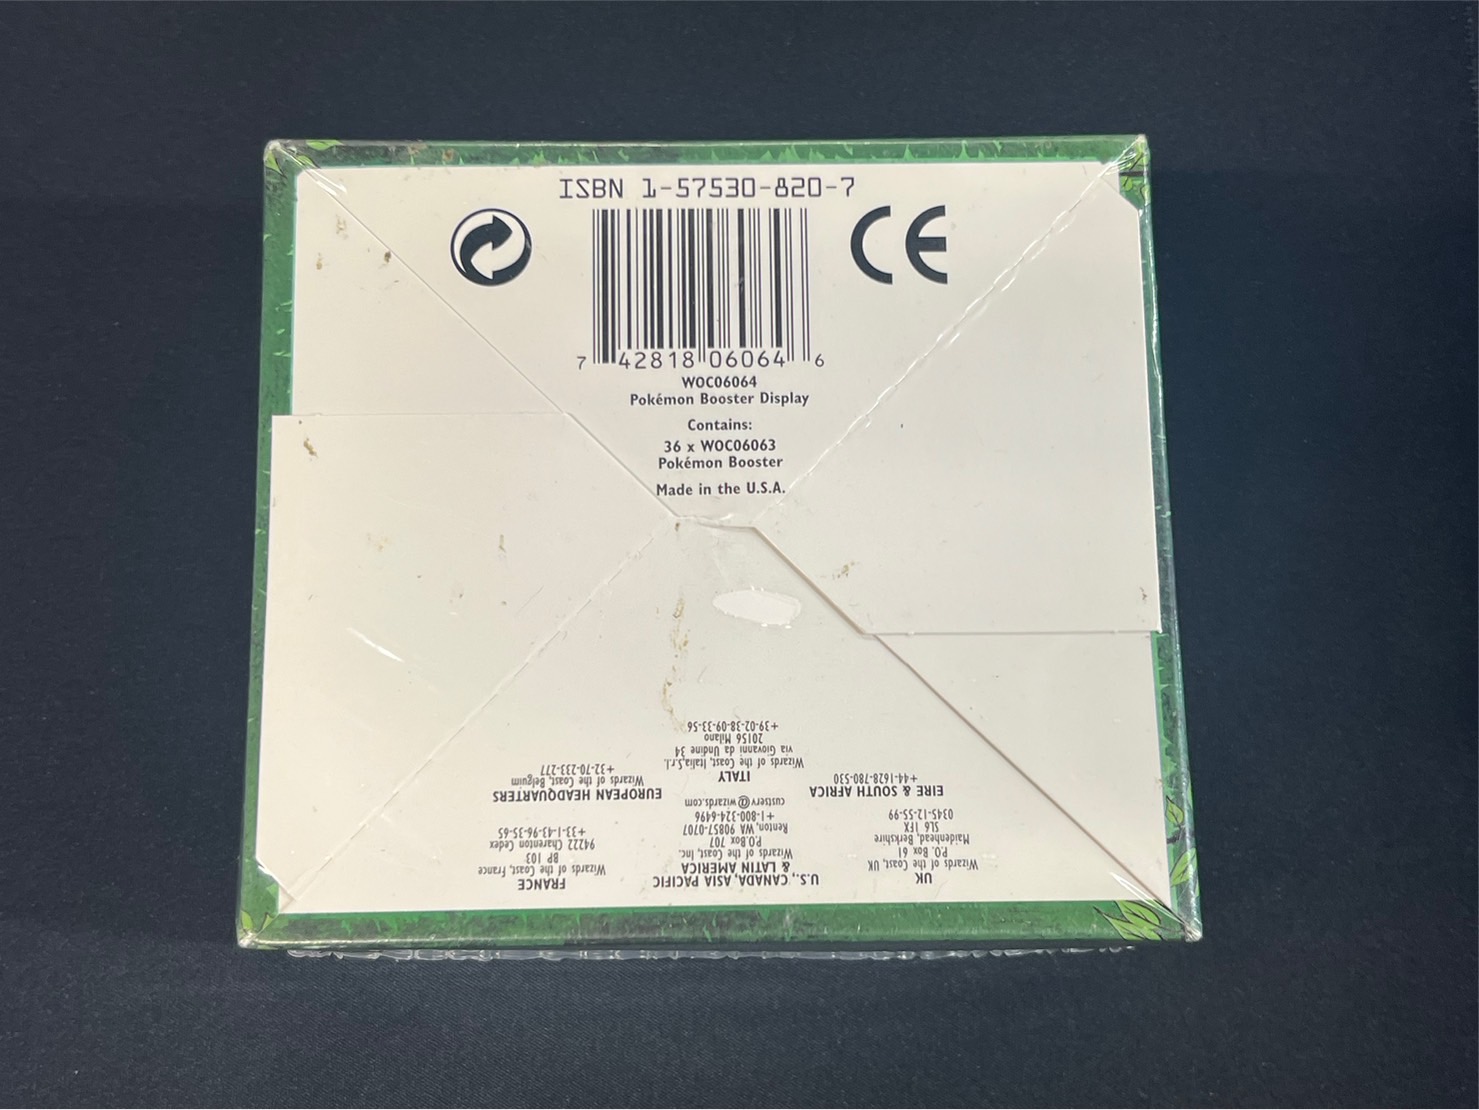 ISBN 1-57530-820-7
CE
7 42818 06064 6
WOC06064
Pokémon Booster Display
Contains:
36 x WOC06063
Pokémon Booster
Made in the U.S.A.
UK
Wizards of the Coast, UK
P.O. Box 61
Maidenhead, Berkshire
SL6 1FX
0345-12-55-99
EIRE & SOUTH AFRICA
+44-1628-780-530
U.S., CANADA, ASIA PACIFIC
& LATIN AMERICA
Wizards of the Coast, Inc.
P.O. Box 707
Renton, WA 90857-0707
+1-800-324-6496
custserv@wizards.com
ITALY
Wizards of the Coast, Italia,S.r.l.
via Giovanni da Undine 34
20156 Milano
+39-02-38-09-33-56
FRANCE
Wizards of the Coast, France
BP 103
94222 Charenton Cedex
+33-1-43-96-35-65
EUROPEAN HEADQUARTERS
Wizards of the Coast, Belguim
+32-70-233-277